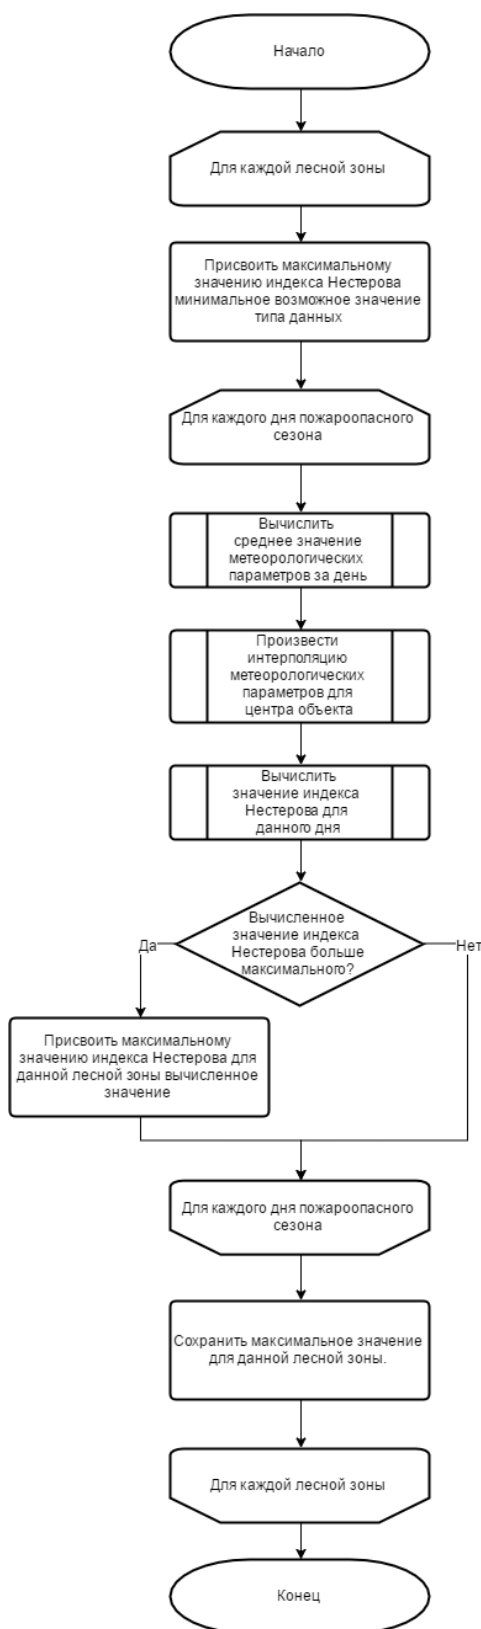 Начало
Для каждой лесной зоны
Присвоить максимальному
значению индекса Нестерова
минимальное возможное значение
типа данных
Для каждого дня пожароопасного
сезона
Вычислить
среднее значение
метеорологических
параметров за день
Произвести
интерполяцию
метеорологических
параметров для
центра объекта
Вычислить
значение индекса
Нестерова для
данного дня
Вычисленное
значение индекса
Нестерова больше
максимального?
Да
Нет
Присвоить максимальному
значению индекса Нестерова для
данной лесной зоны вычисленное
значение
Для каждого дня пожароопасного
сезона
Сохранить максимальное значение
для данной лесной зоны.
Для каждой лесной зоны
Конец